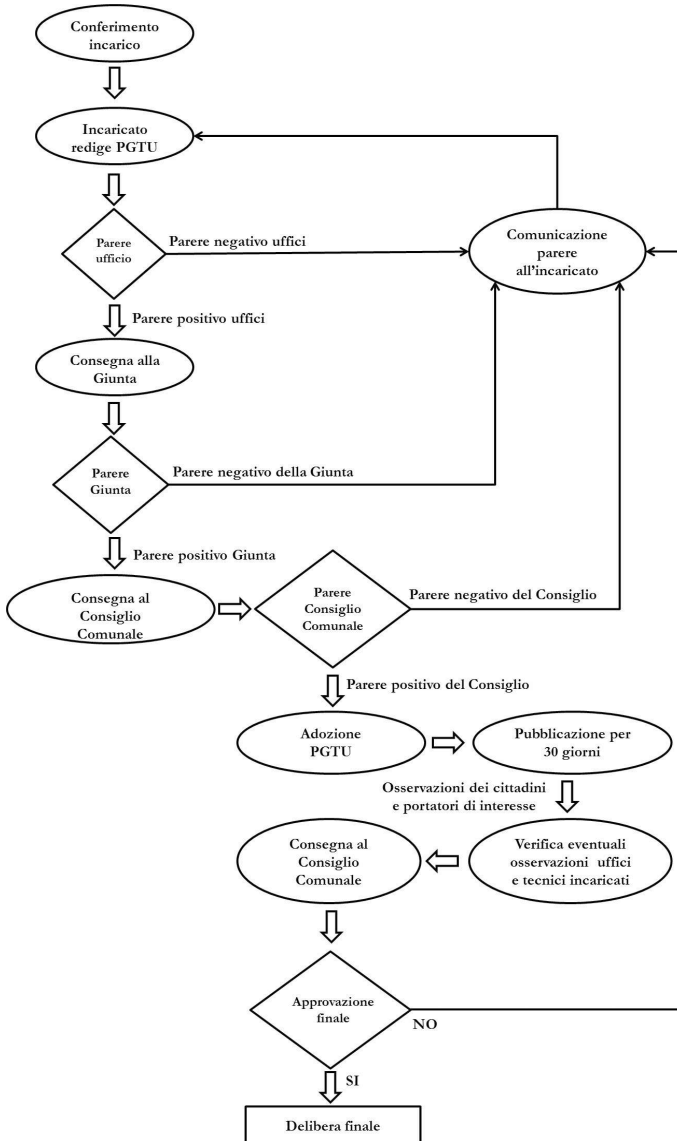 Conferimento
incarico
Incaricato
redige PGTU
Parere
ufficio
Parere negativo uffici
Comunicazione
parere
all'incaricato
Parere positivo uffici
Consegna alla
Giunta
Parere
Giunta
Parere negativo della Giunta
Parere positivo Giunta
Consegna al
Consiglio
Comunale
Parere
Consiglio
Comunale
Parere negativo del Consiglio
Parere positivo del Consiglio
Adozione
PGTU
Pubblicazione per
30 giorni
Osservazioni dei cittadini
e portatori di interesse
Verifica eventuali
osservazioni uffici
e tecnici incaricati
Consegna al
Consiglio
Comunale
Approvazione
finale
NO
SI
Delibera finale